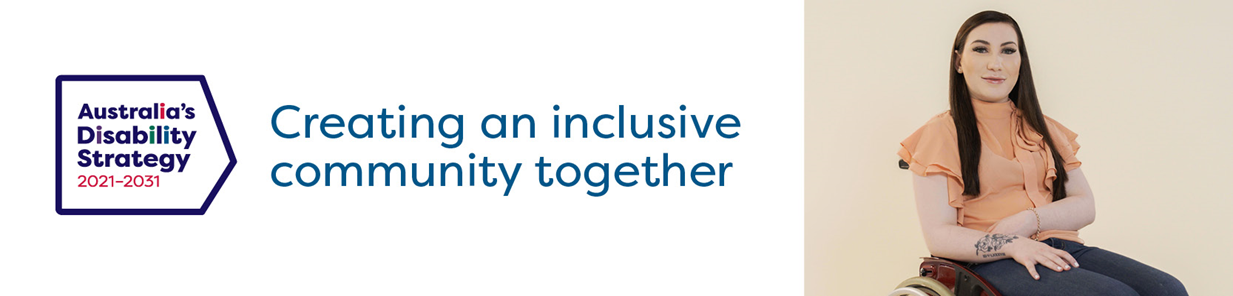 Australia's
Disability
Strategy
2021–2031
Creating an inclusive
community together